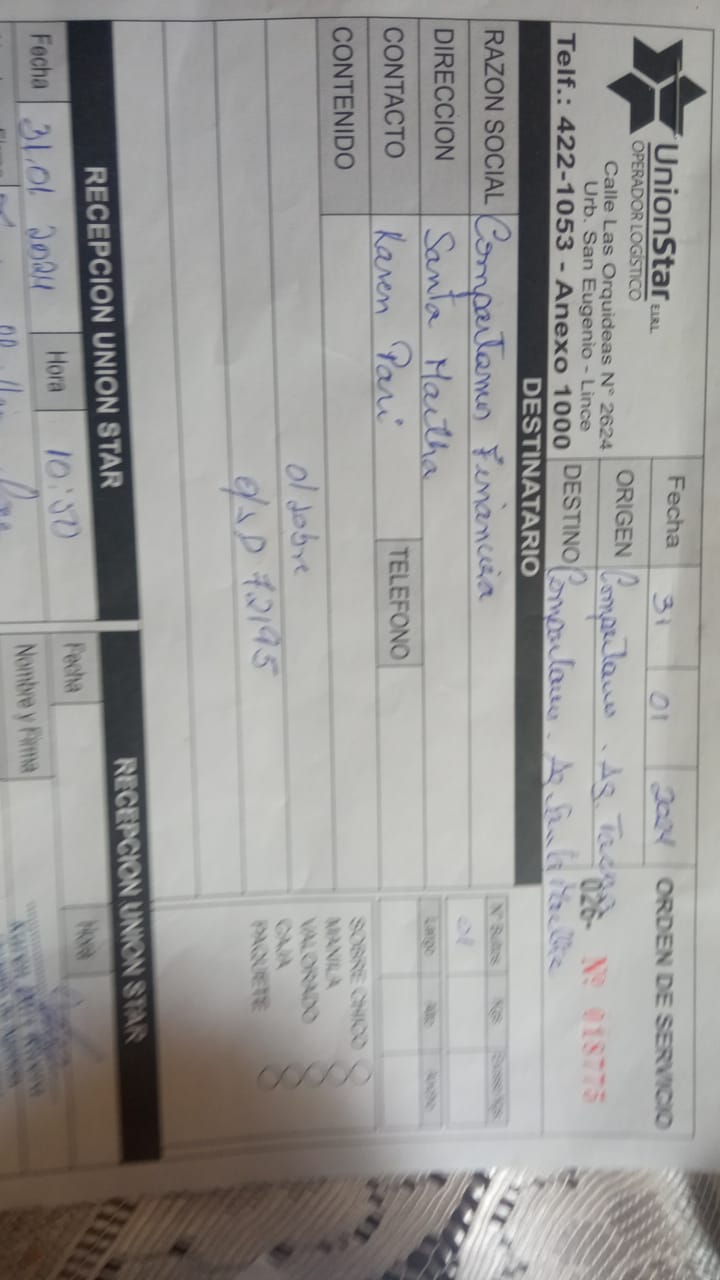 UnionStar E.I.R.L.
OPERADOR LOGÍSTICO
Calle Las Orquideas N° 2624
Urb. San Eugenio - Lince
Telf.: 422-1053 - Anexo 1000
Fecha 31 01 2024
ORDEN DE SERVICIO
ORIGEN Compartamos . Ag. Tacna
026- N° 018775
DESTINO Compartamos . Ag Santa Martha
DESTINATARIO
RAZON SOCIAL Compartamos Financiera
DIRECCION Santa Martha
CONTACTO Karen Pari TELEFONO
CONTENIDO
01 sobre
72195
N° Bultos Kgs
01
Largo Alto Ancho
SOBRE CHICO
MANILA
VALORADO
CAJA
PAQUETE
RECEPCION UNION STAR
Fecha 31.01.2024 Hora 10:50
RECEPCION UNION STAR
Fecha Hora
Nombre y Firma